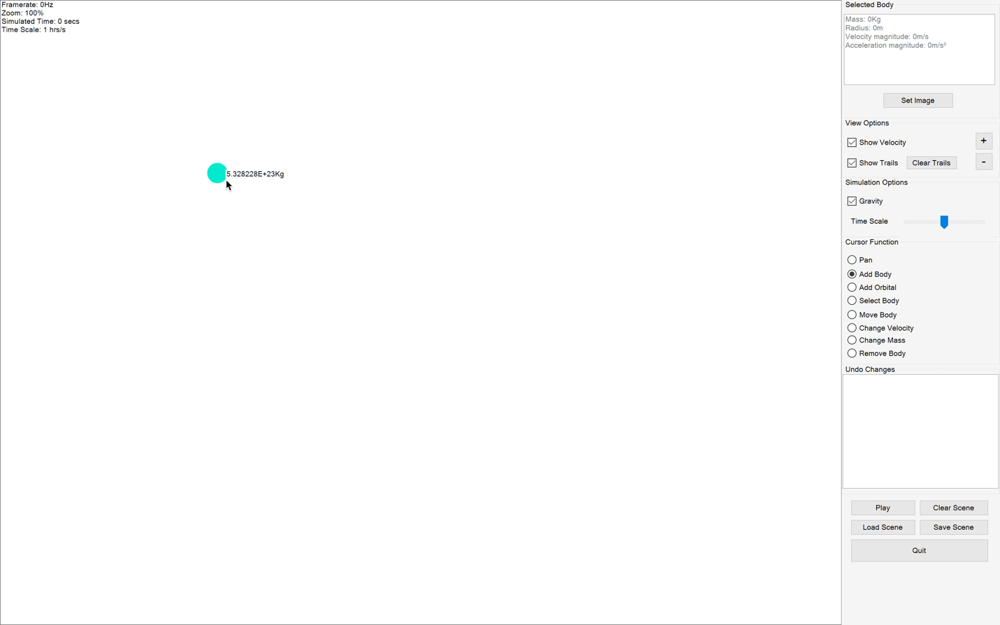 Framerate: 0Hz
Zoom: 100%
Simulated Time: 0 secs
Time Scale: 1 hrs/s
5.328228E+23Kg
Selected Body
Mass: 0Kg
Radius: 0m
Velocity magnitude: 0m/s
Acceleration magnitude: 0m/s²
Set Image
View Options
Show Velocity
+
Show Trails
Clear Trails
-
Simulation Options
Gravity
Time Scale
Cursor Function
Pan
Add Body
Add Orbital
Select Body
Move Body
Change Velocity
Change Mass
Remove Body
Undo Changes
Play
Clear Scene
Load Scene
Save Scene
Quit